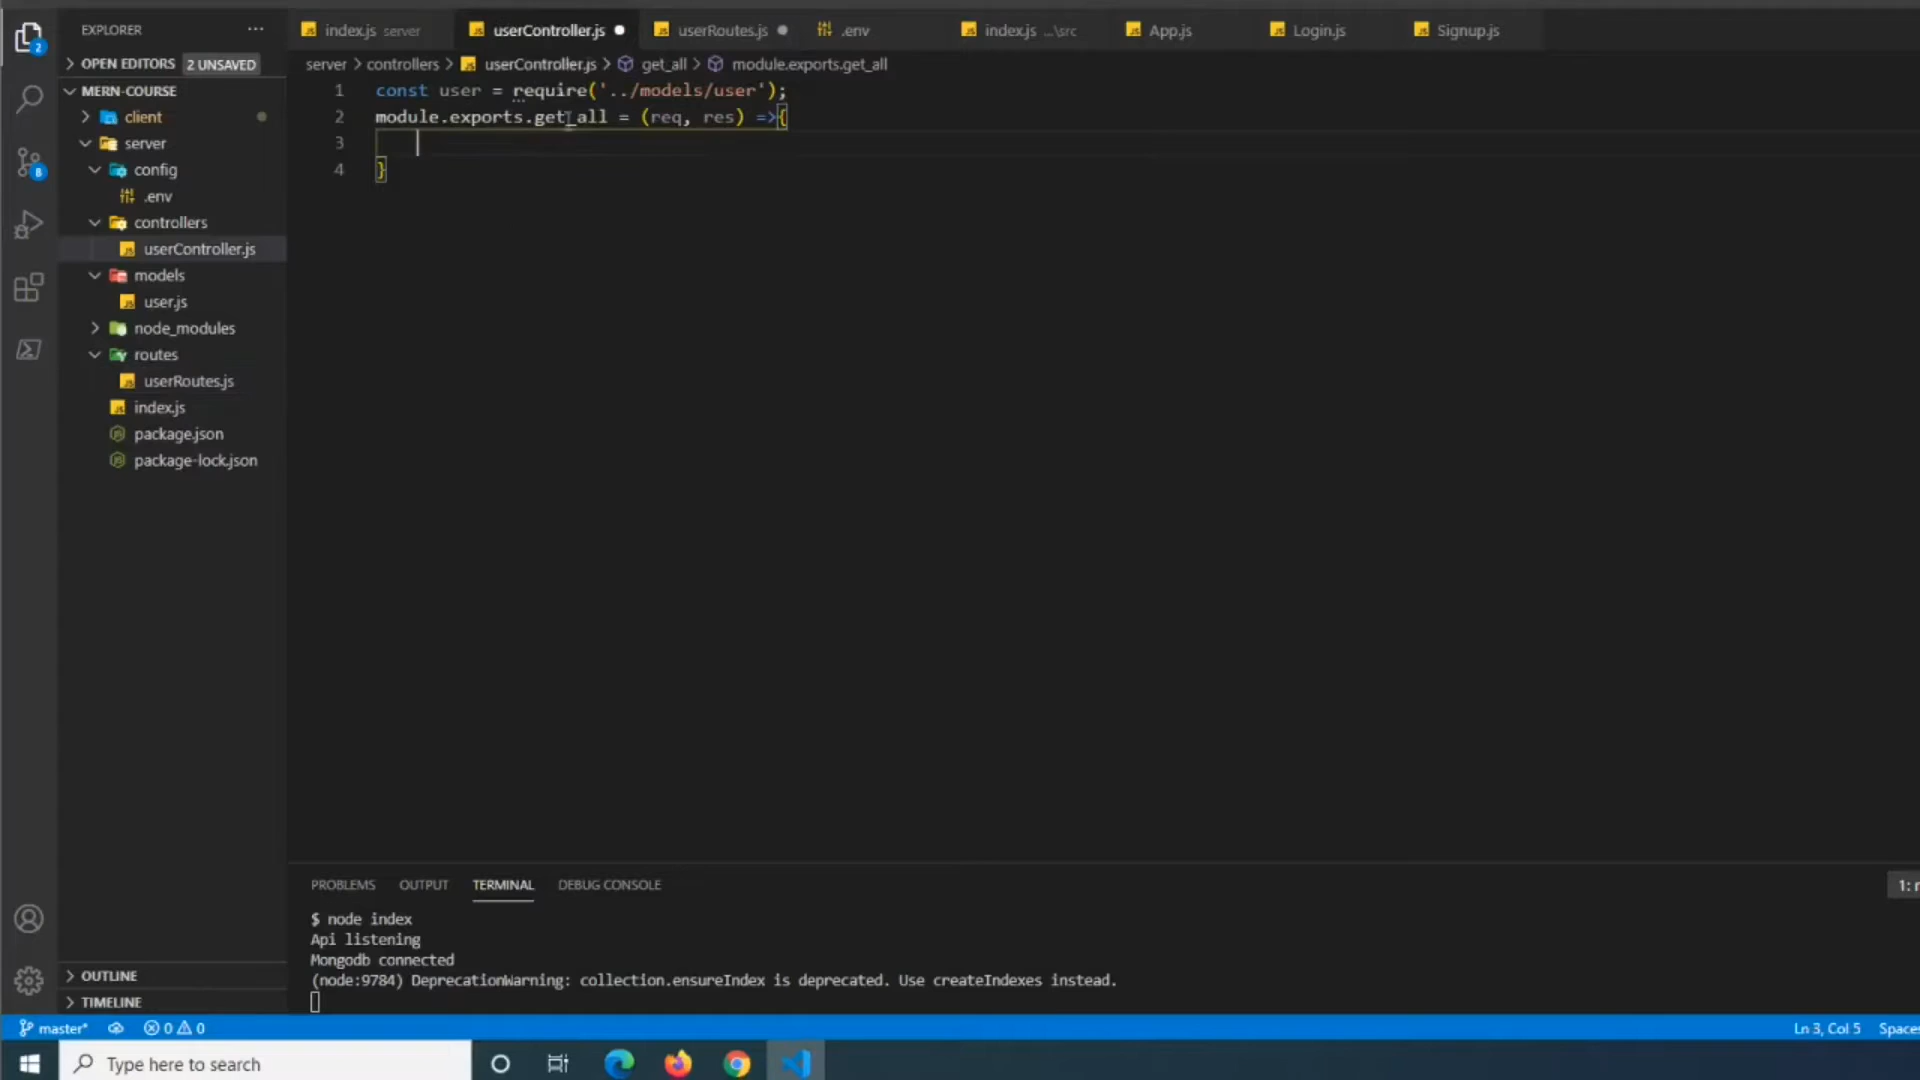 EXPLORER
OPEN EDITORS 2 UNSAVED
MERN-COURSE
client
server
config
.env
controllers
userController.js
models
user.js
node_modules
routes
userRoutes.js
index.js
package.json
package-lock.json
OUTLINE
TIMELINE
2
8
index.js server
userController.js
userRoutes.js
.env
index.js ...\src
App.js
Login.js
Signup.js
server > controllers > userController.js > get_all > module.exports.get_all
1 const user = require('../models/user');
2 module.exports.get_all = (req, res) =>{
3
4 }
PROBLEMS OUTPUT TERMINAL DEBUG CONSOLE
$ node index
Api listening
Mongodb connected
(node:9784) DeprecationWarning: collection.ensureIndex is deprecated. Use createIndexes instead.
master* 0 0
Ln 3, Col 5
Type here to search